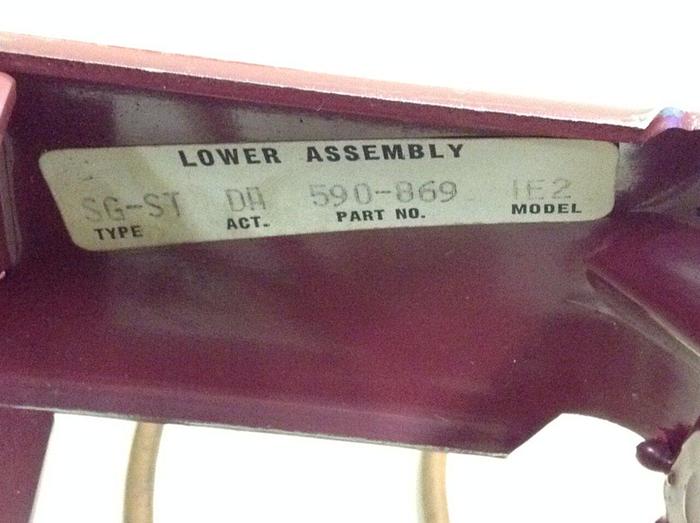 LOWER ASSEMBLY
SG-ST DA 590-869 1E2
TYPE ACT. PART NO. MODEL